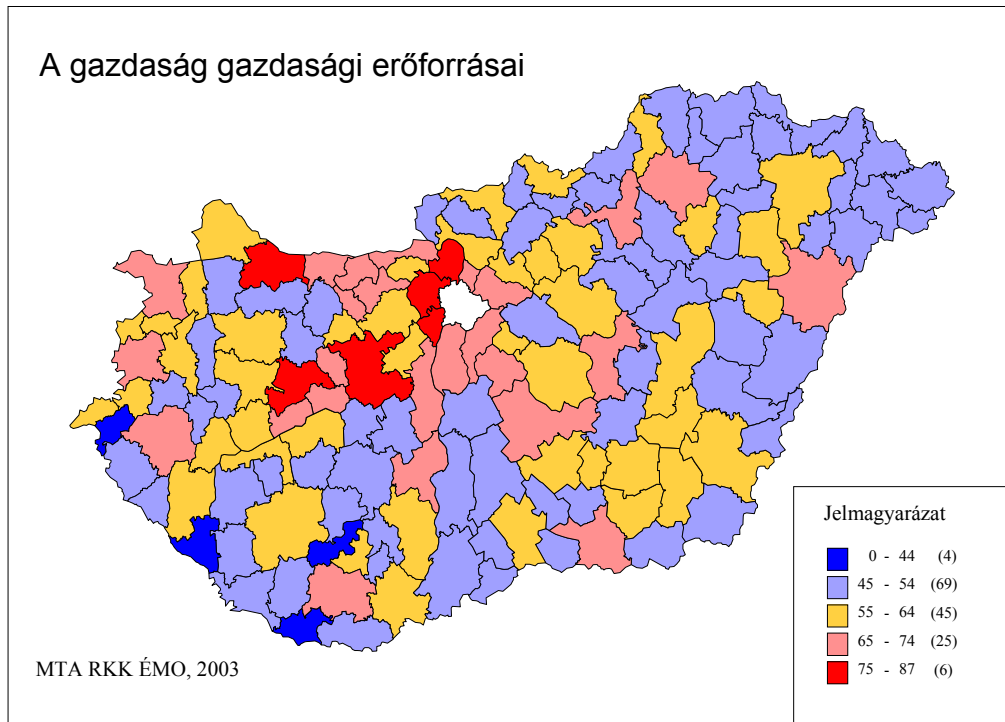 A gazdaság gazdasági erőforrásai
Jelmagyarázat
0 - 44 (4)
45 - 54 (69)
55 - 64 (45)
65 - 74 (25)
75 - 87 (6)
MTA RKK ÉMO, 2003